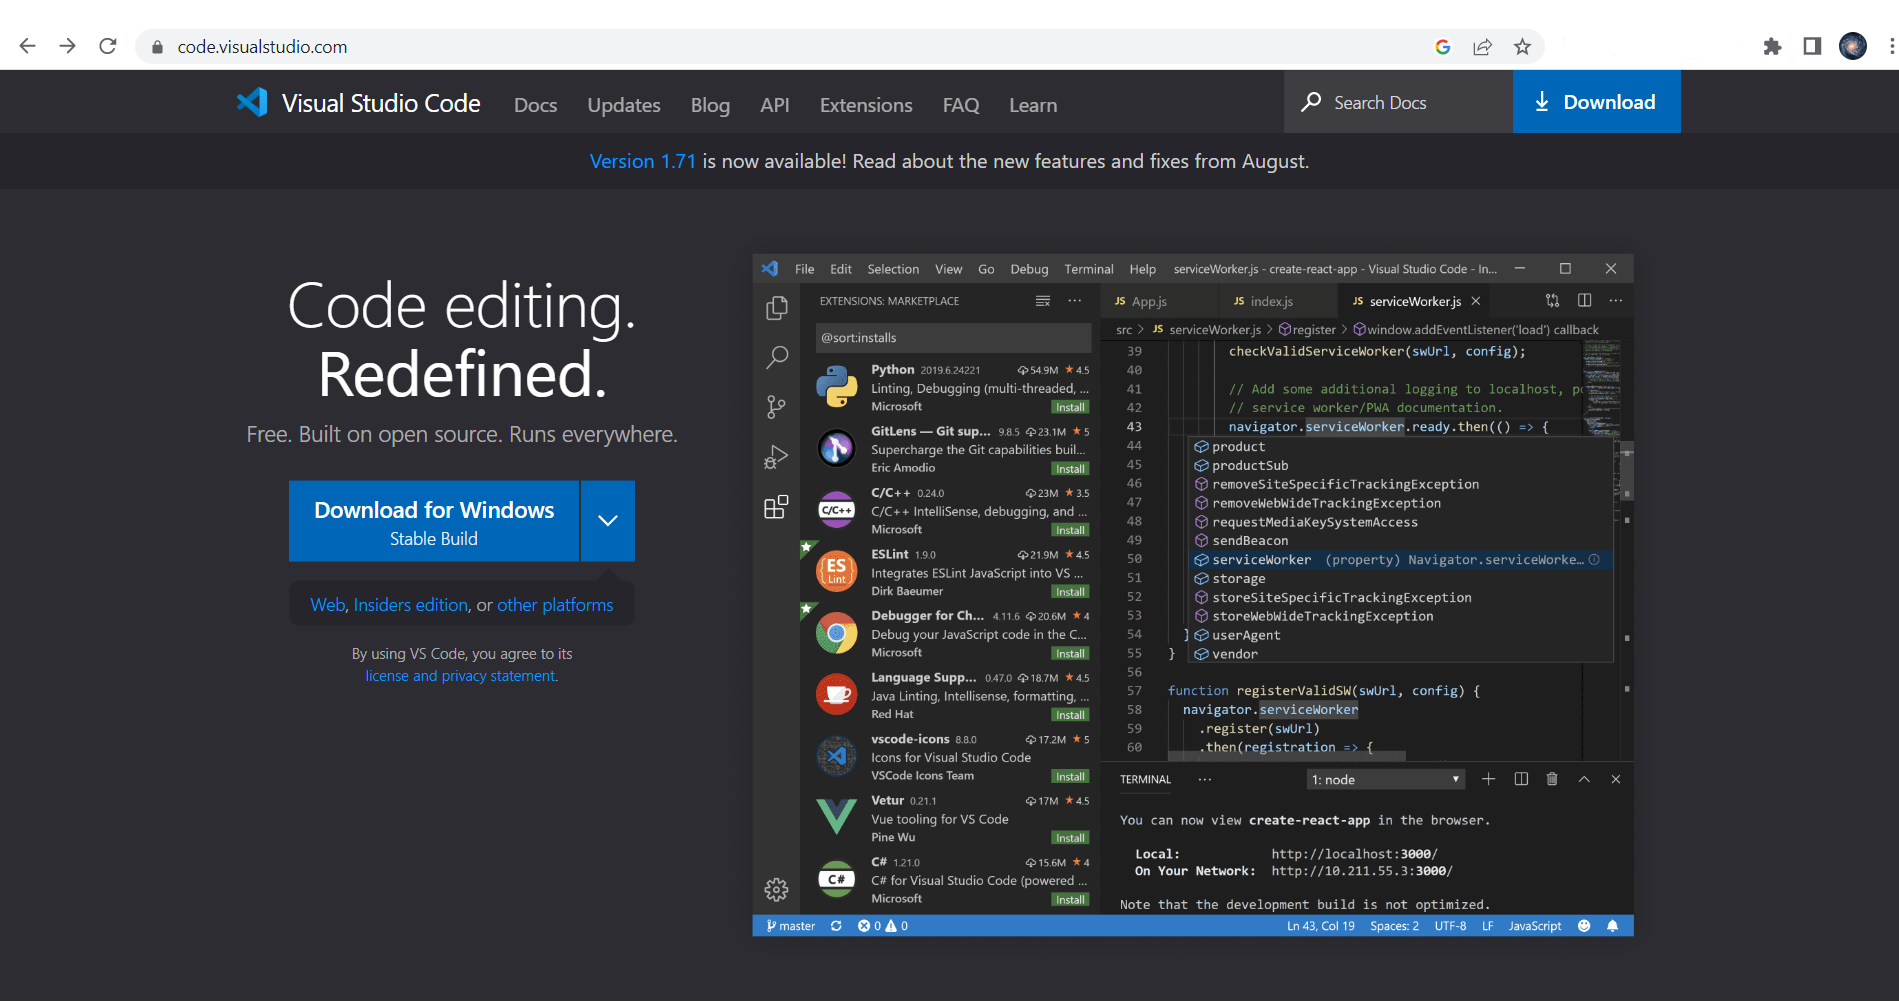 code.visualstudio.com
Visual Studio Code Docs Updates Blog API Extensions FAQ Learn Search Docs Download
Version 1.71 is now available! Read about the new features and fixes from August.
Code editing.
Redefined.
Free. Built on open source. Runs everywhere.
Download for Windows
Stable Build
Web, Insiders edition, or other platforms
By using VS Code, you agree to its
license and privacy statement.
File Edit Selection View Go Debug Terminal Help serviceWorker.js - create-react-app - Visual Studio Code - In...
EXTENSIONS: MARKETPLACE
@sort:installs
Python 2019.6.24221 54.9M 4.5
Linting, Debugging (multi-threaded, ...
Microsoft Install
GitLens — Git sup... 9.8.5 23.1M 5
Supercharge the Git capabilities buil...
Eric Amodio Install
C/C++
C/C++ 0.24.0 23M 3.5
C/C++ IntelliSense, debugging, and ...
Microsoft Install
ES
Lint
ESLint 1.9.0 21.9M 4.5
Integrates ESLint JavaScript into VS ...
Dirk Baeumer Install
Debugger for Ch... 4.11.6 20.6M 4
Debug your JavaScript code in the C...
Microsoft Install
Language Supp... 0.47.0 18.7M 4.5
Java Linting, Intellisense, formatting, ...
Red Hat Install
vscode-icons 8.8.0 17.2M 5
Icons for Visual Studio Code
VSCode Icons Team Install
Vetur 0.21.1 17M 4.5
Vue tooling for VS Code
Pine Wu Install
C#
C# 1.21.0 15.6M 4
C# for Visual Studio Code (powered ...
Microsoft Install
JS App.js JS index.js JS serviceWorker.js
src > JS serviceWorker.js > register > window.addEventListener('load') callback
39 checkValidServiceWorker(swUrl, config);
40
41 // Add some additional logging to localhost, p
42 // service worker/PWA documentation.
43 navigator.serviceWorker.ready.then(() => {
44 product
45 productSub
46 removeSiteSpecificTrackingException
47 removeWebWideTrackingException
48 requestMediaKeySystemAccess
49 sendBeacon
50 serviceWorker (property) Navigator.serviceWorke...
51 storage
52 storeSiteSpecificTrackingException
53 storeWebWideTrackingException
54 } userAgent
55 } vendor
56
57 function registerValidSW(swUrl, config) {
58 navigator.serviceWorker
59 .register(swUrl)
60 .then(registration => {
TERMINAL ... 1: node
You can now view create-react-app in the browser.
Local: http://localhost:3000/
On Your Network: http://10.211.55.3:3000/
Note that the development build is not optimized.
master 0 0 Ln 43, Col 19 Spaces: 2 UTF-8 LF JavaScript